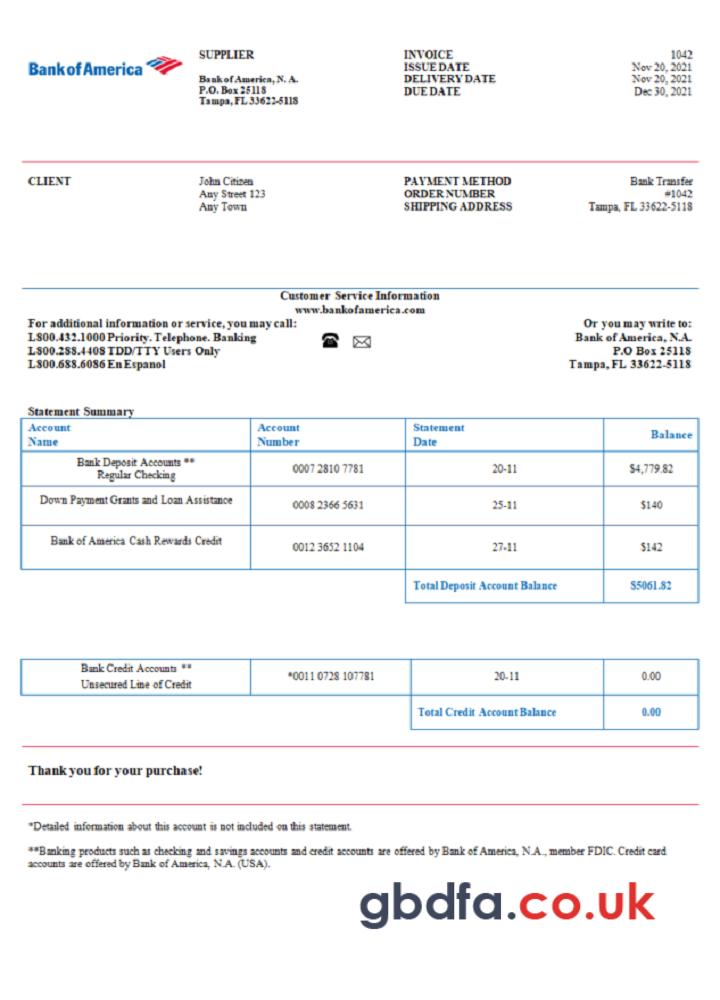 Bank of America
SUPPLIER
Bank of America, N. A.
P.O. Box 25118
Tampa, FL 33622-5118
INVOICE 1042
ISSUE DATE Nov 20, 2021
DELIVERY DATE Nov 20, 2021
DUE DATE Dec 30, 2021
CLIENT
John Citizen
Any Street 123
Any Town
PAYMENT METHOD Bank Transfer
ORDER NUMBER #1042
SHIPPING ADDRESS Tampa, FL 33622-5118
Customer Service Information
www.bankofamerica.com
For additional information or service, you may call:
1.800.432.1000 Priority. Telephone. Banking
1.800.288.4408 TDD/TTY Users Only
1.800.688.6086 En Espanol
Or you may write to:
Bank of America, N.A.
P.O Box 25118
Tampa, FL 33622-5118
Statement Summary
Account Name Account Number Statement Date Balance
Bank Deposit Accounts **
Regular Checking 0007 2810 7781 20-11 $4,779.82
Down Payment Grants and Loan Assistance 0008 2366 5631 25-11 $140
Bank of America Cash Rewards Credit 0012 3652 1104 27-11 $142
Total Deposit Account Balance $5061.82
Bank Credit Accounts **
Unsecured Line of Credit *0011 0728 107781 20-11 0.00
Total Credit Account Balance 0.00
Thank you for your purchase!
*Detailed information about this account is not included on this statement.
**Banking products such as checking and savings accounts and credit accounts are offered by Bank of America, N.A., member FDIC. Credit card
accounts are offered by Bank of America, N.A. (USA).
gbdfa.co.uk